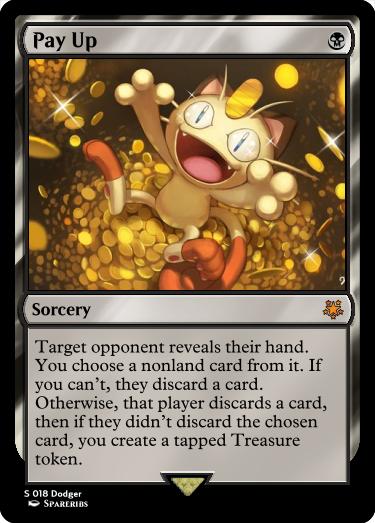 Pay Up
Sorcery
Target opponent reveals their hand.
You choose a nonland card from it. If
you can't, they discard a card.
Otherwise, that player discards a card,
then if they didn't discard the chosen
card, you create a tapped Treasure
token.
S 018 Dodger
Spareribs